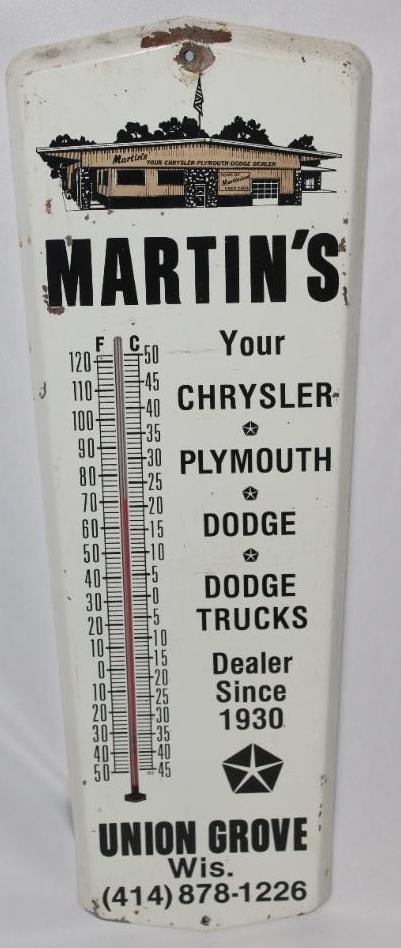 Martin's YOUR CHRYSLER-PLYMOUTH-DODGE DEALER
Martin's
USED CARS
MARTIN'S
F C
120 50
110 45
100 40
90 35
80 30
70 25
60 20
50 15
40 10
30 5
20 0
10 5
0 10
10 15
20 20
30 25
40 30
50 35
40
45
Your
CHRYSLER
PLYMOUTH
DODGE
DODGE
TRUCKS
Dealer
Since
1930
UNION GROVE
Wis.
(414) 878-1226